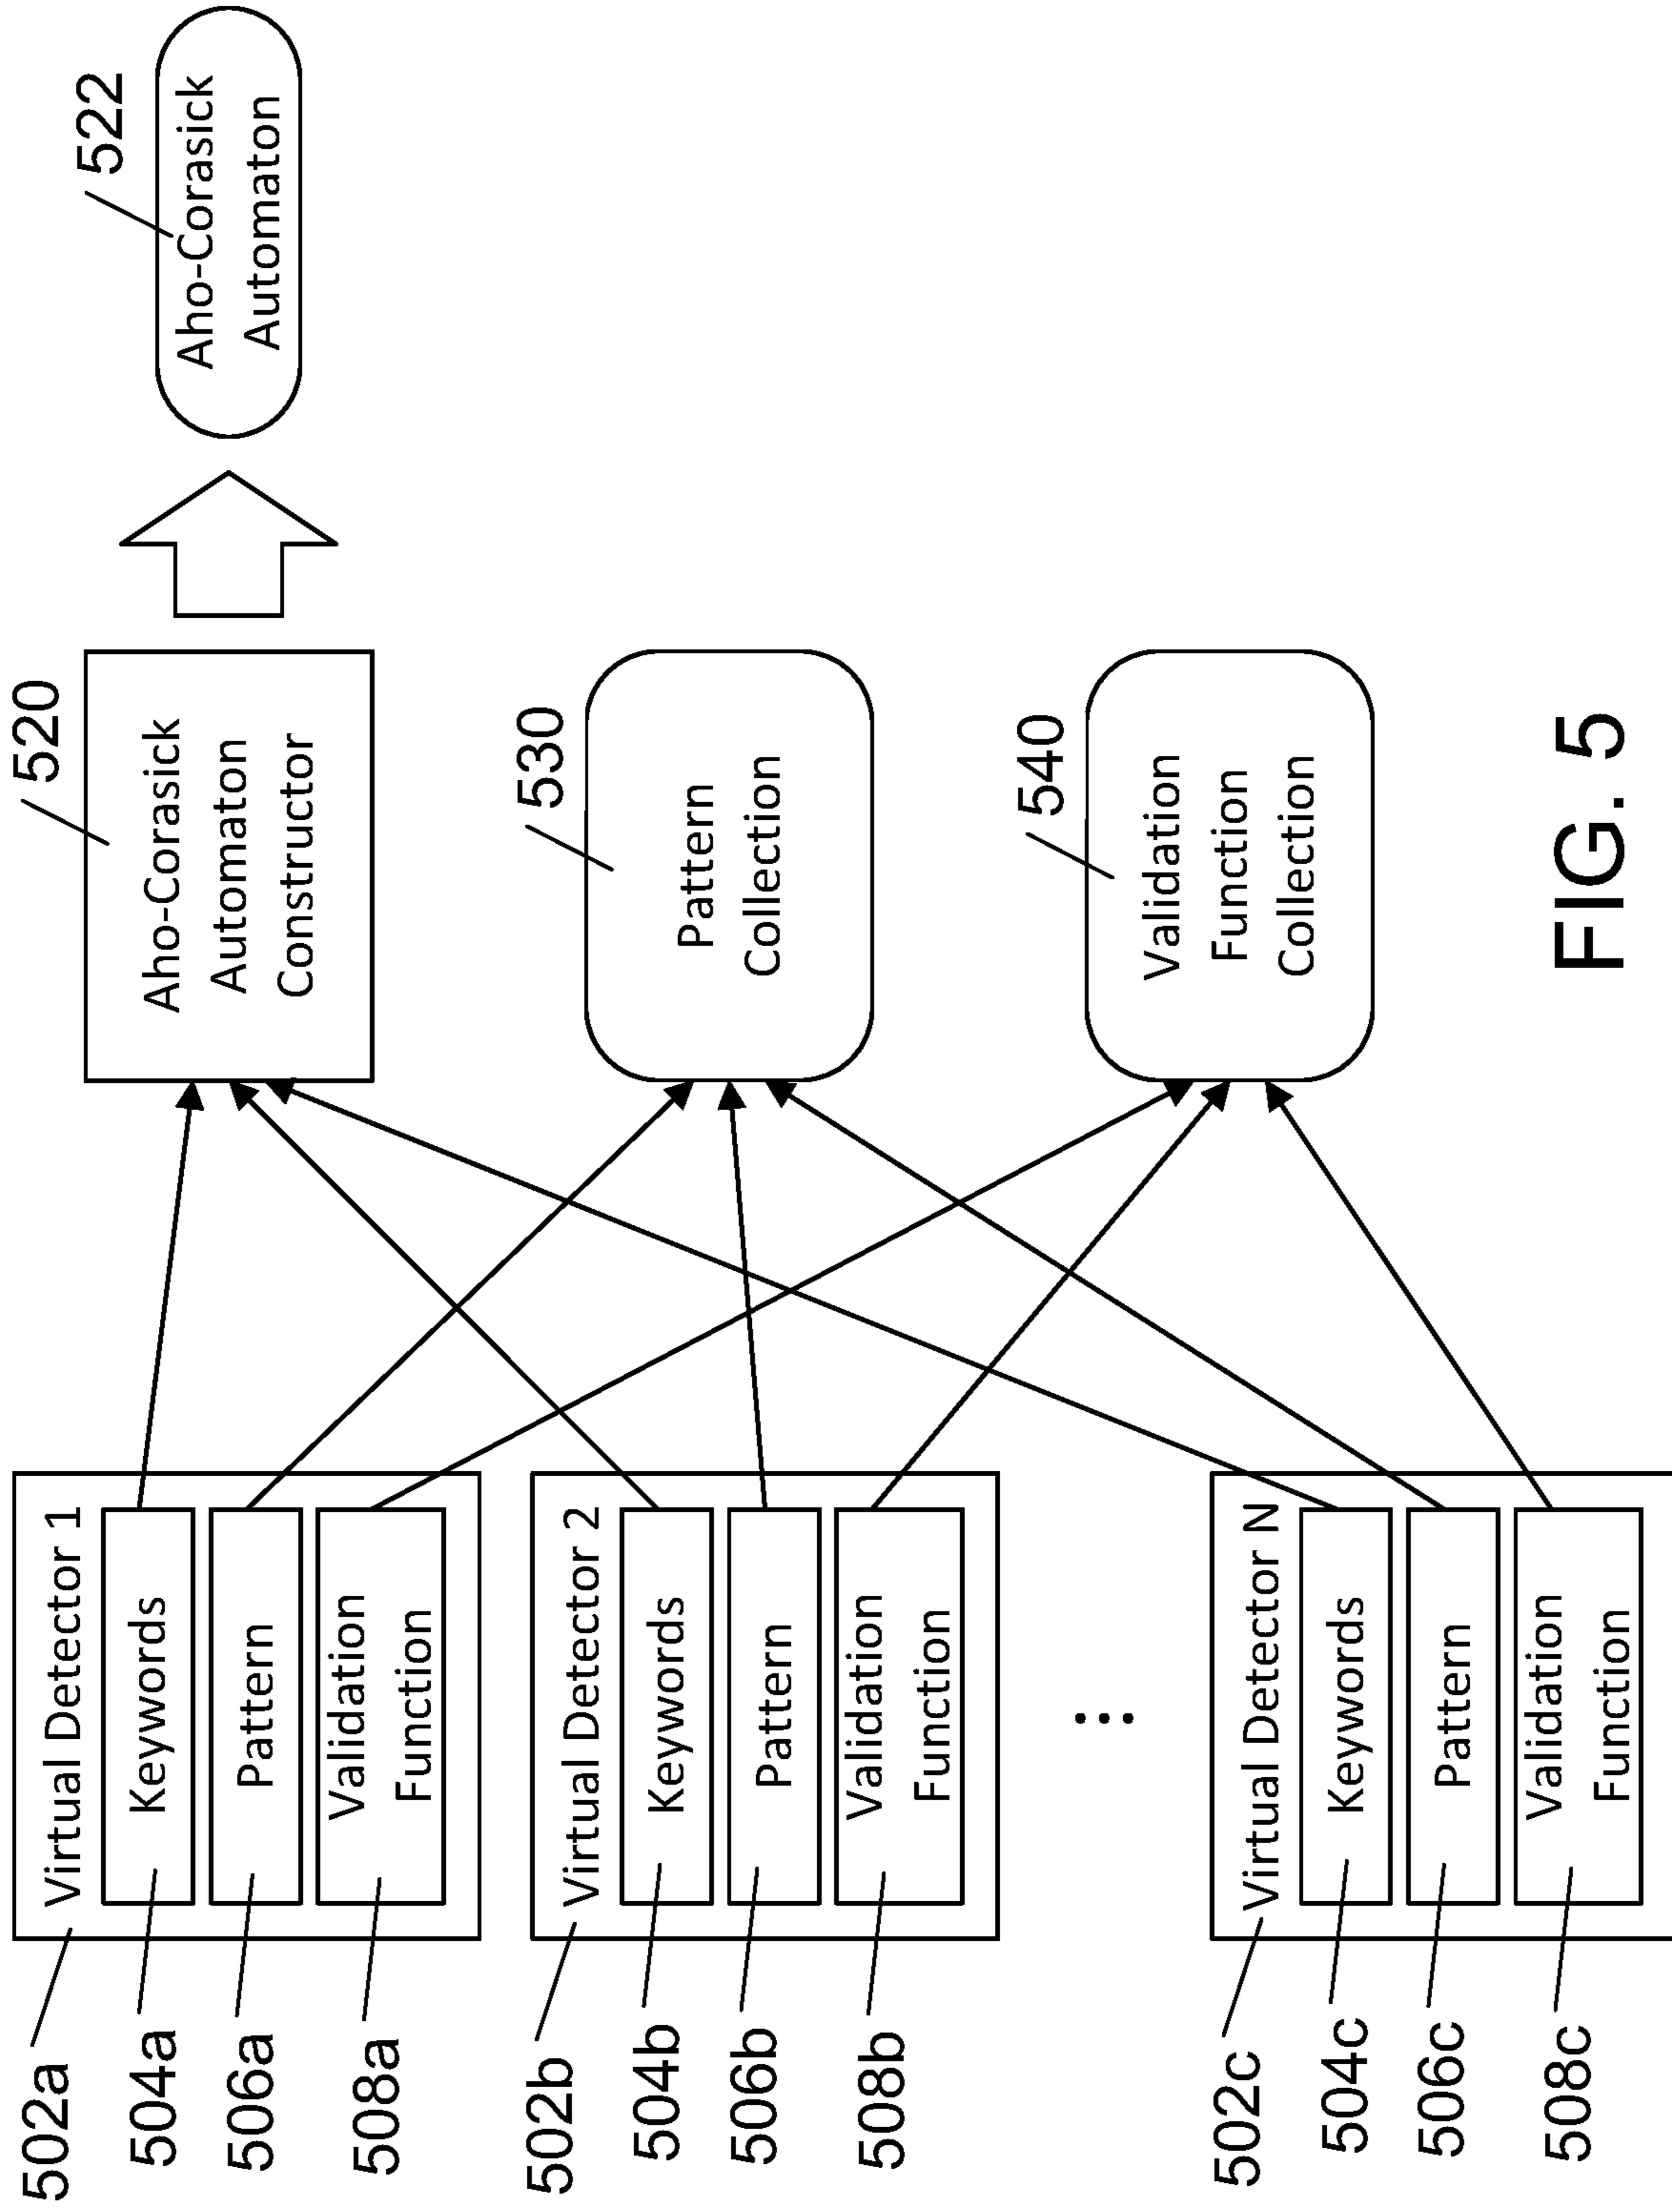 502a
Virtual Detector 1
504a
Keywords
506a
Pattern
508a
Validation
Function
502b
Virtual Detector 2
504b
Keywords
506b
Pattern
508b
Validation
Function
...
502c
Virtual Detector N
504c
Keywords
506c
Pattern
508c
Validation
Function
520
Aho-Corasick
Automaton
Constructor
530
Pattern
Collection
540
Validation
Function
Collection
522
Aho-Corasick
Automaton
FIG. 5